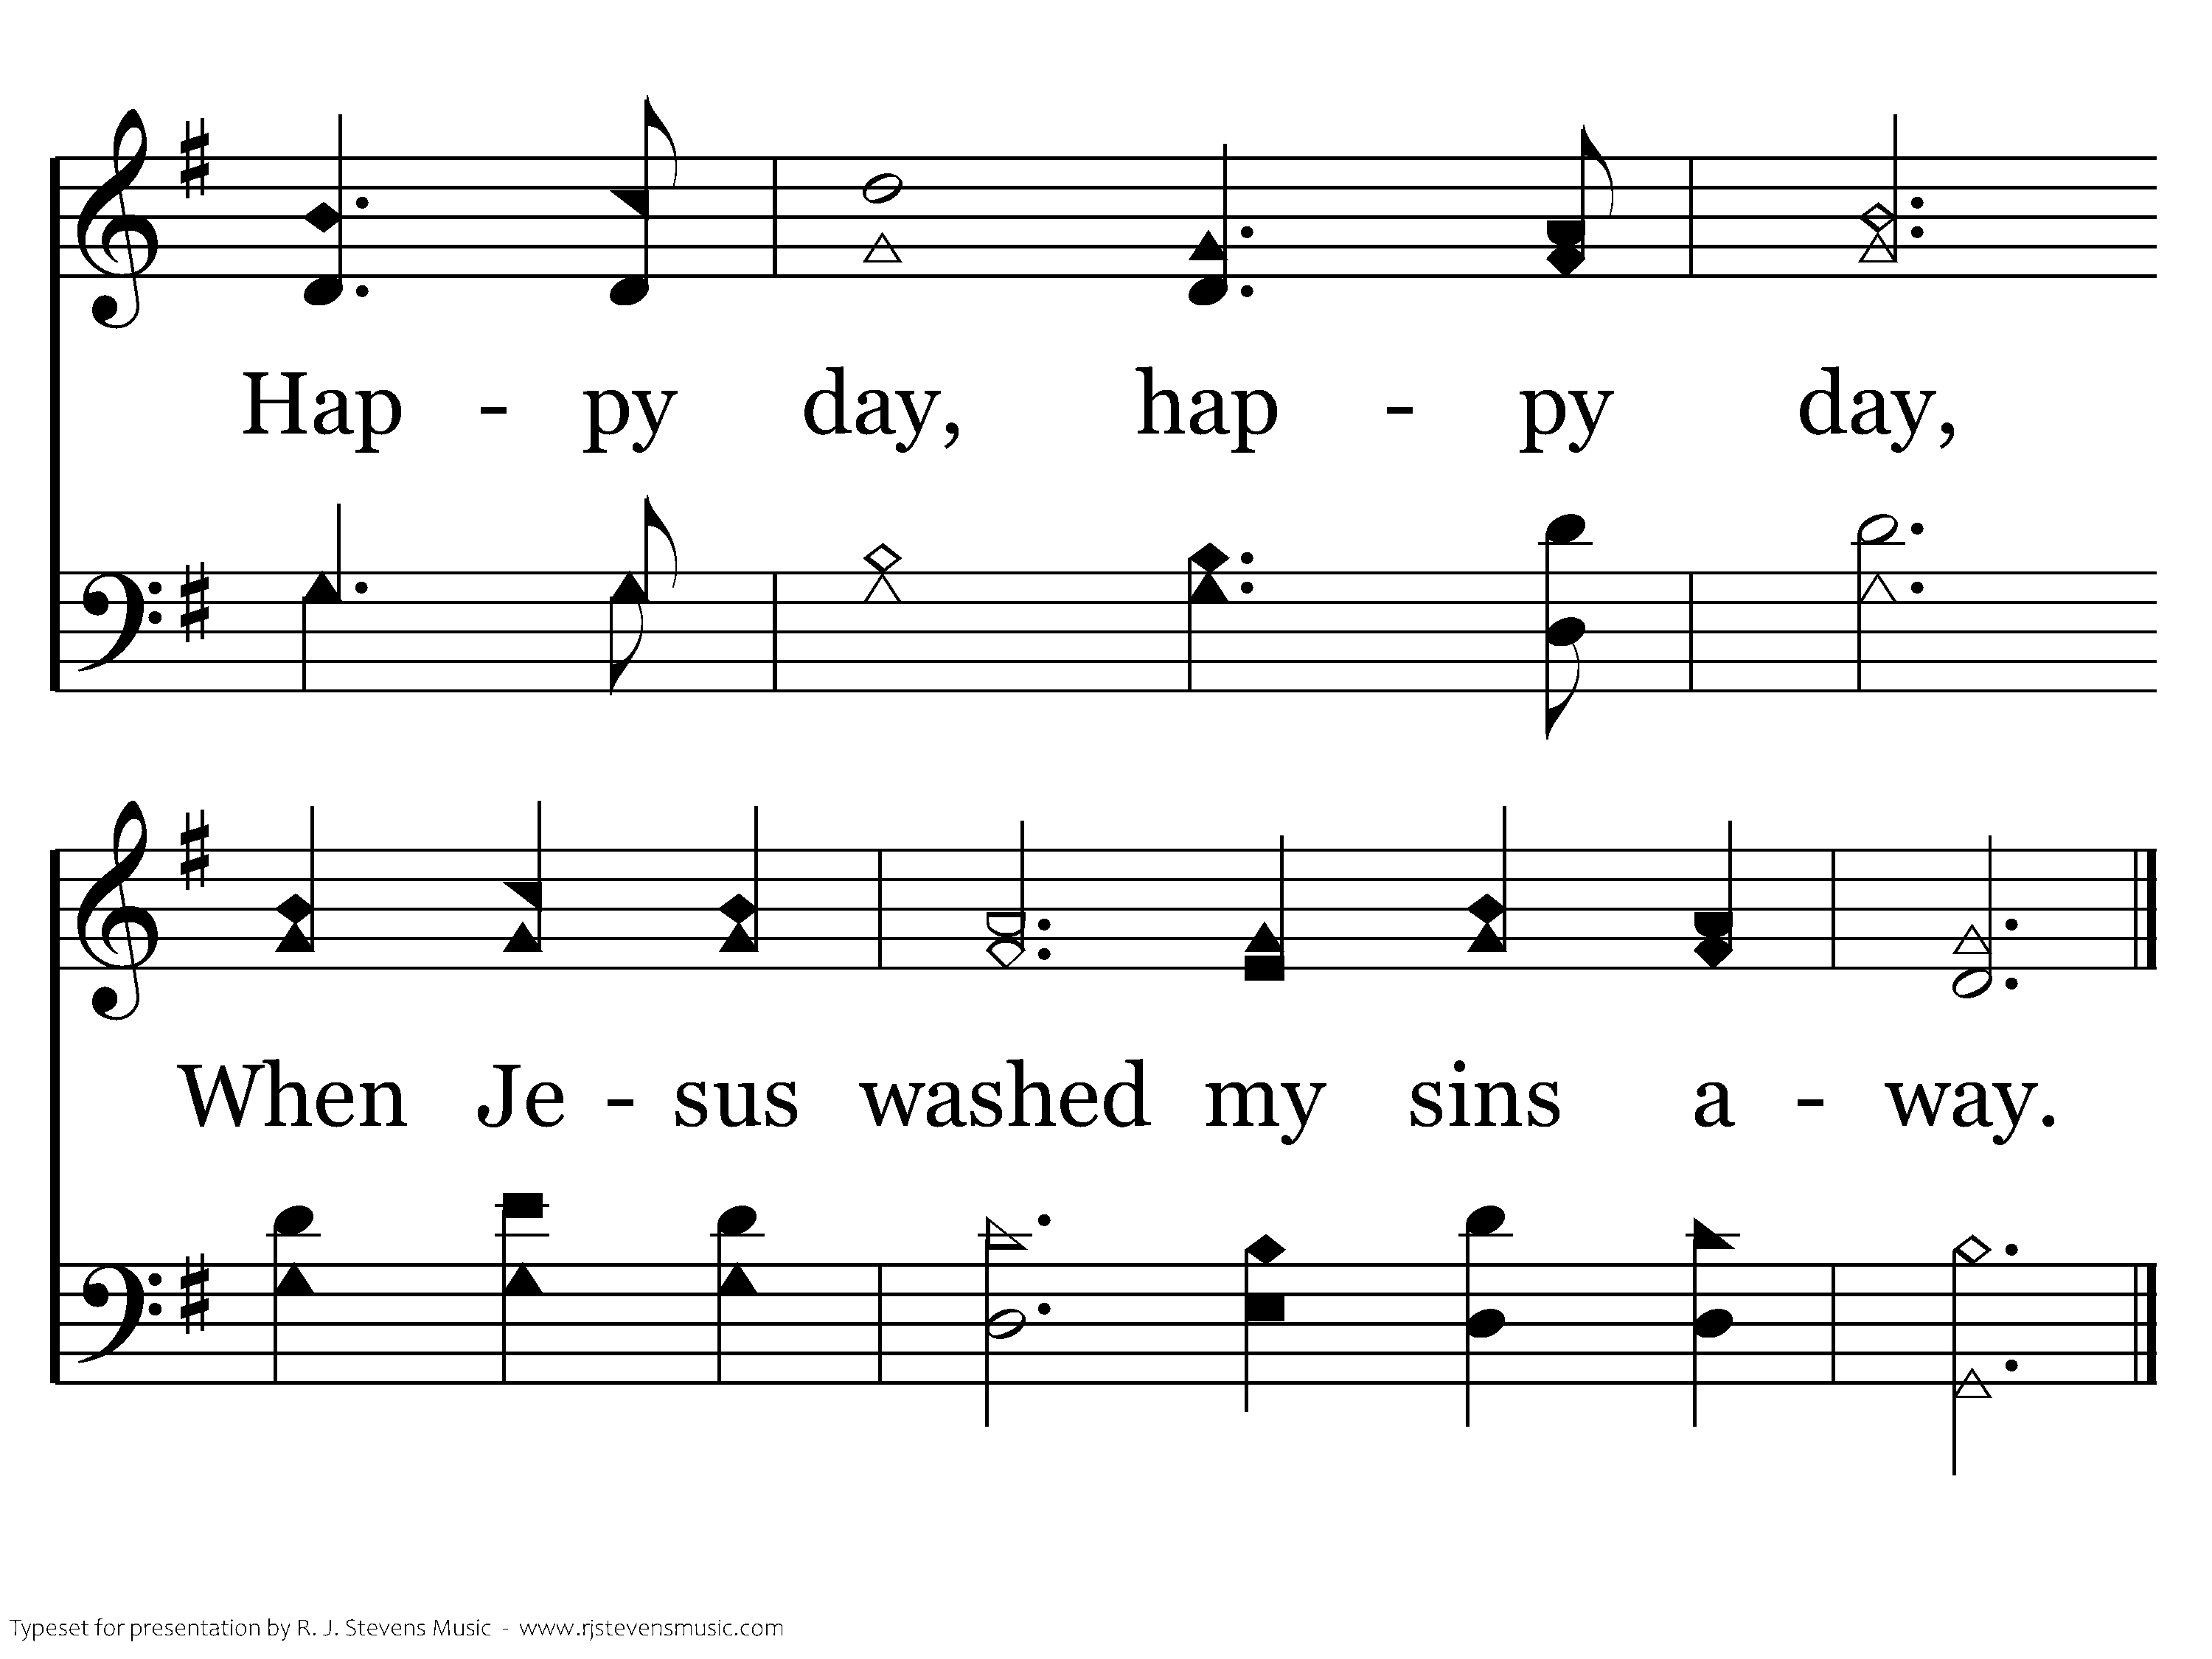 Hap - py day, hap - py day,
When Je - sus washed my sins a - way.
Typeset for presentation by R. J. Stevens Music - www.rjstevensmusic.com